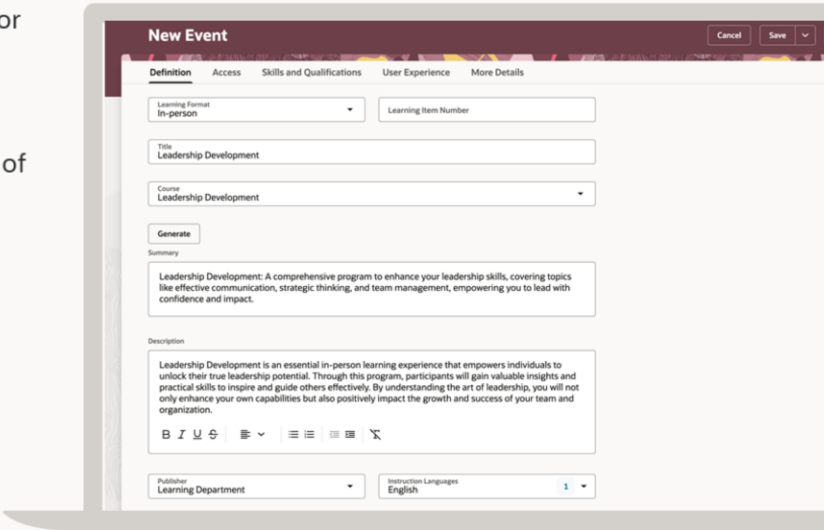 or
of
New Event
Cancel
Save
Definition
Access
Skills and Qualifications
User Experience
More Details
Learning Format
In-person
Learning Item Number
Title
Leadership Development
Course
Leadership Development
Generate
Summary
Leadership Development: A comprehensive program to enhance your leadership skills, covering topics
like effective communication, strategic thinking, and team management, empowering you to lead with
confidence and impact.
Description
Leadership Development is an essential in-person learning experience that empowers individuals to
unlock their true leadership potential. Through this program, participants will gain valuable insights and
practical skills to inspire and guide others effectively. By understanding the art of leadership, you will not
only enhance your own capabilities but also positively impact the growth and success of your team and
organization.
B I U S
Publisher
Learning Department
Instruction Languages
English
1